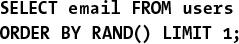 SELECT email FROM users
ORDER BY RAND() LIMIT 1;